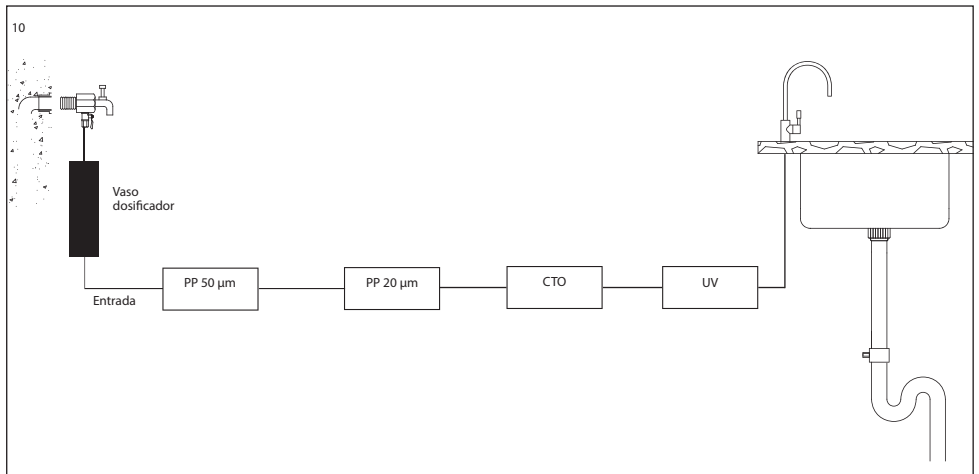 10
Vaso
dosificador
Entrada
PP 50 µm
PP 20 µm
CTO
UV